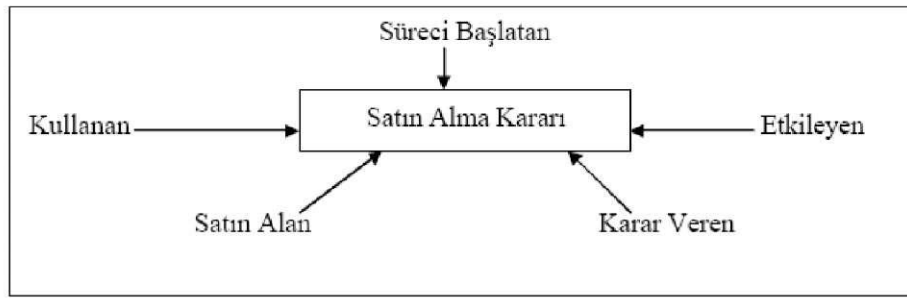 Süreci Başlatan
Kullanan
Satın Alma Kararı
Etkileyen
Satın Alan
Karar Veren